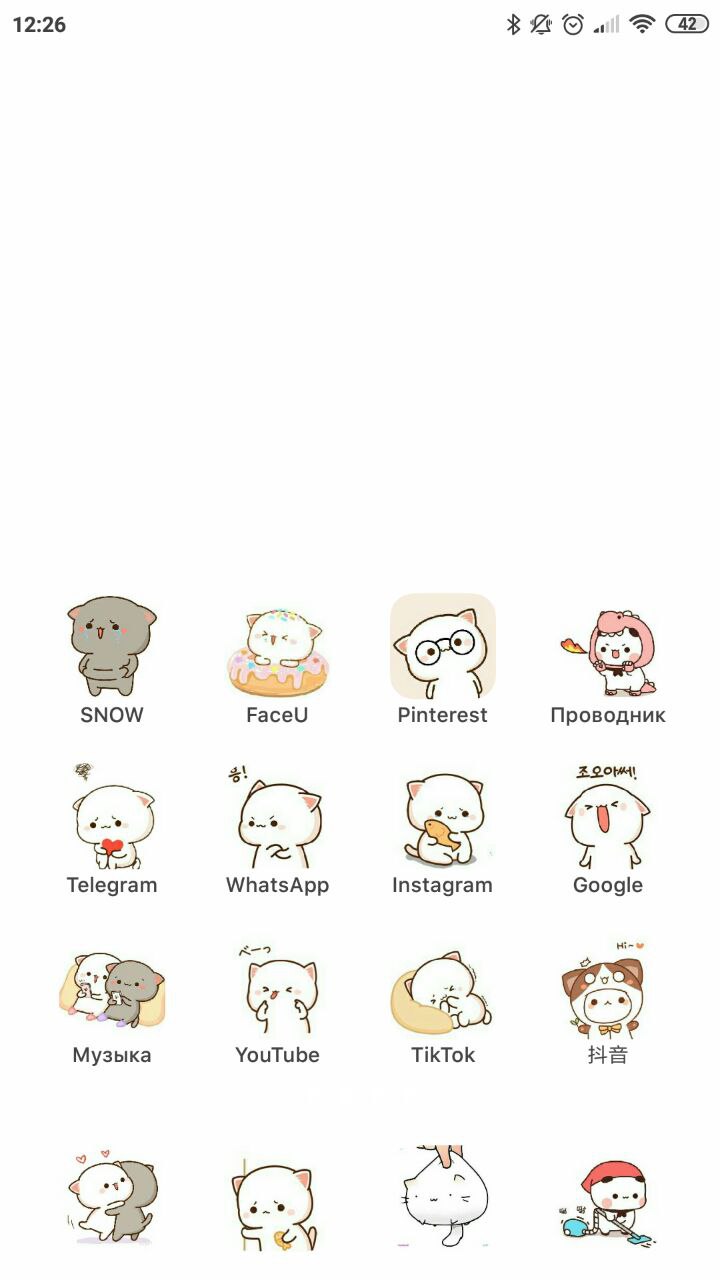 12:26
42
SNOW
FaceU
Pinterest
Проводник
Telegram
응!
WhatsApp
Instagram
조오아써!
Google
Музыка
べーっ
YouTube
TikTok
Hi~
抖音